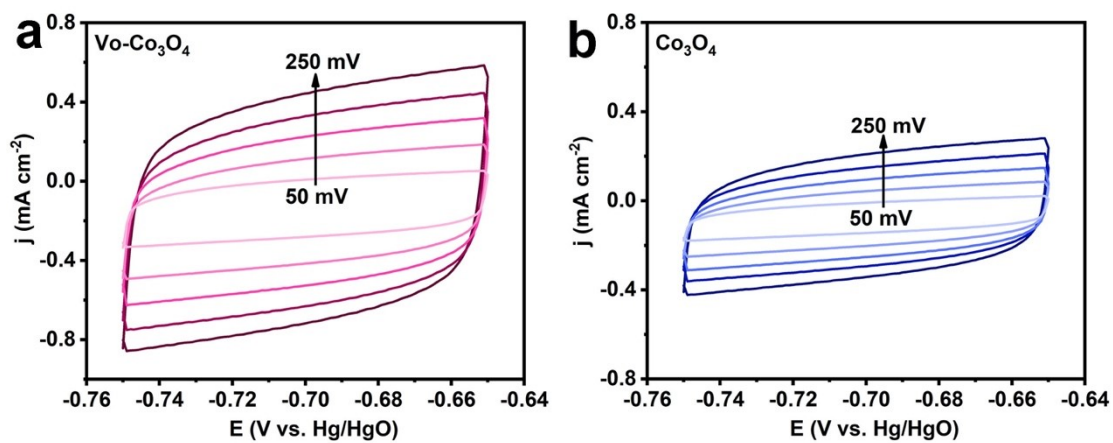 a
Vo-Co₃O₄
250 mV
50 mV
0.8
0.4
0.0
-0.4
-0.8
j (mA cm⁻²)
-0.76 -0.74 -0.72 -0.70 -0.68 -0.66 -0.64
E (V vs. Hg/HgO)
b
Co₃O₄
250 mV
50 mV
0.8
0.4
0.0
-0.4
-0.8
j (mA cm⁻²)
-0.76 -0.74 -0.72 -0.70 -0.68 -0.66 -0.64
E (V vs. Hg/HgO)